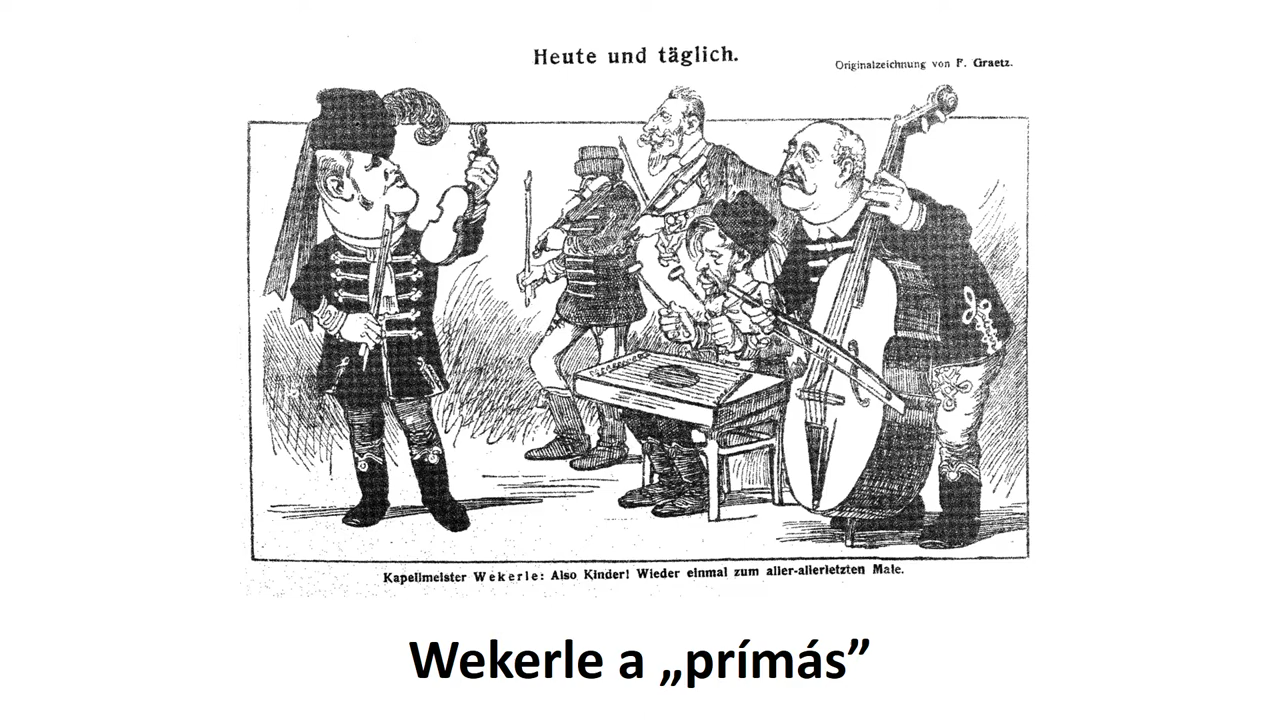 Heute und täglich.
Originalzeichnung von F. Graetz.
Kapellmeister Wekerle: Also Kinder! Wieder einmal zum aller-allerletzten Male.
Wekerle a „prímás”